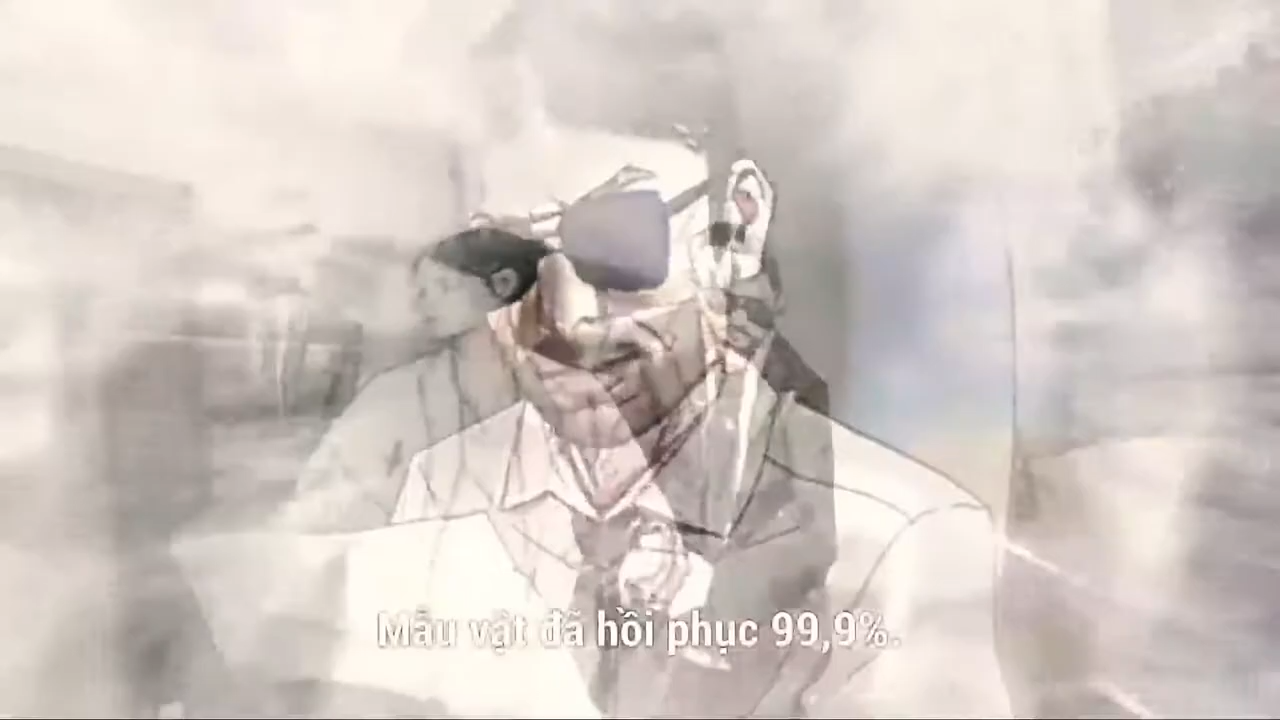 Mẫu vật đã hồi phục 99,9%.